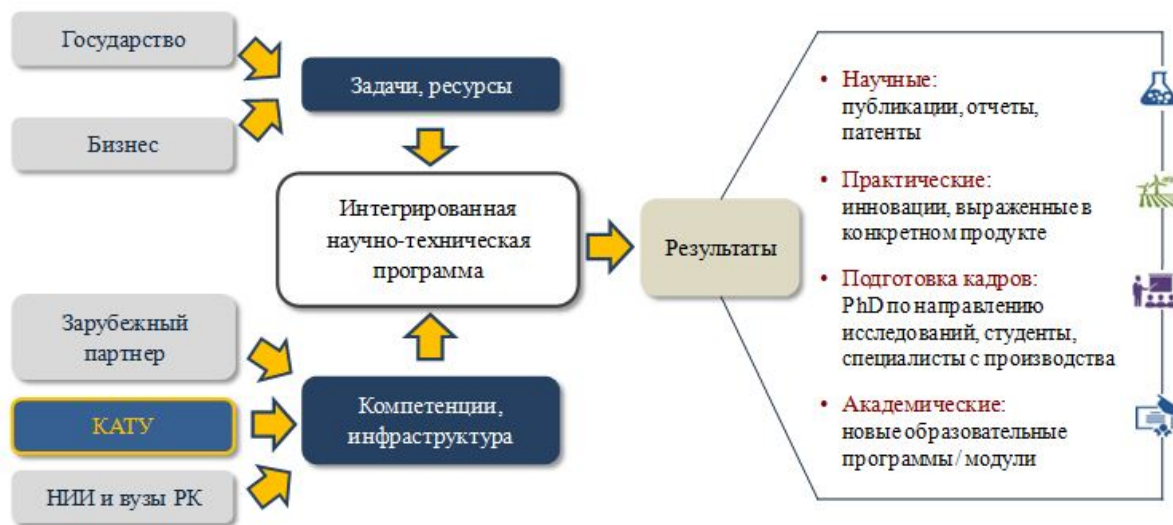 Государство
Бизнес
Задачи, ресурсы
Интегрированная
научно-техническая
программа
Зарубежный
партнер
КАТУ
НИИ и вузы РК
Компетенции,
инфраструктура
Результаты
• Научные:
публикации, отчеты,
патенты
• Практические:
инновации, выраженные в
конкретном продукте
• Подготовка кадров:
PhD по направлению
исследований, студенты,
специалисты с производства
• Академические:
новые образовательные
программы / модули